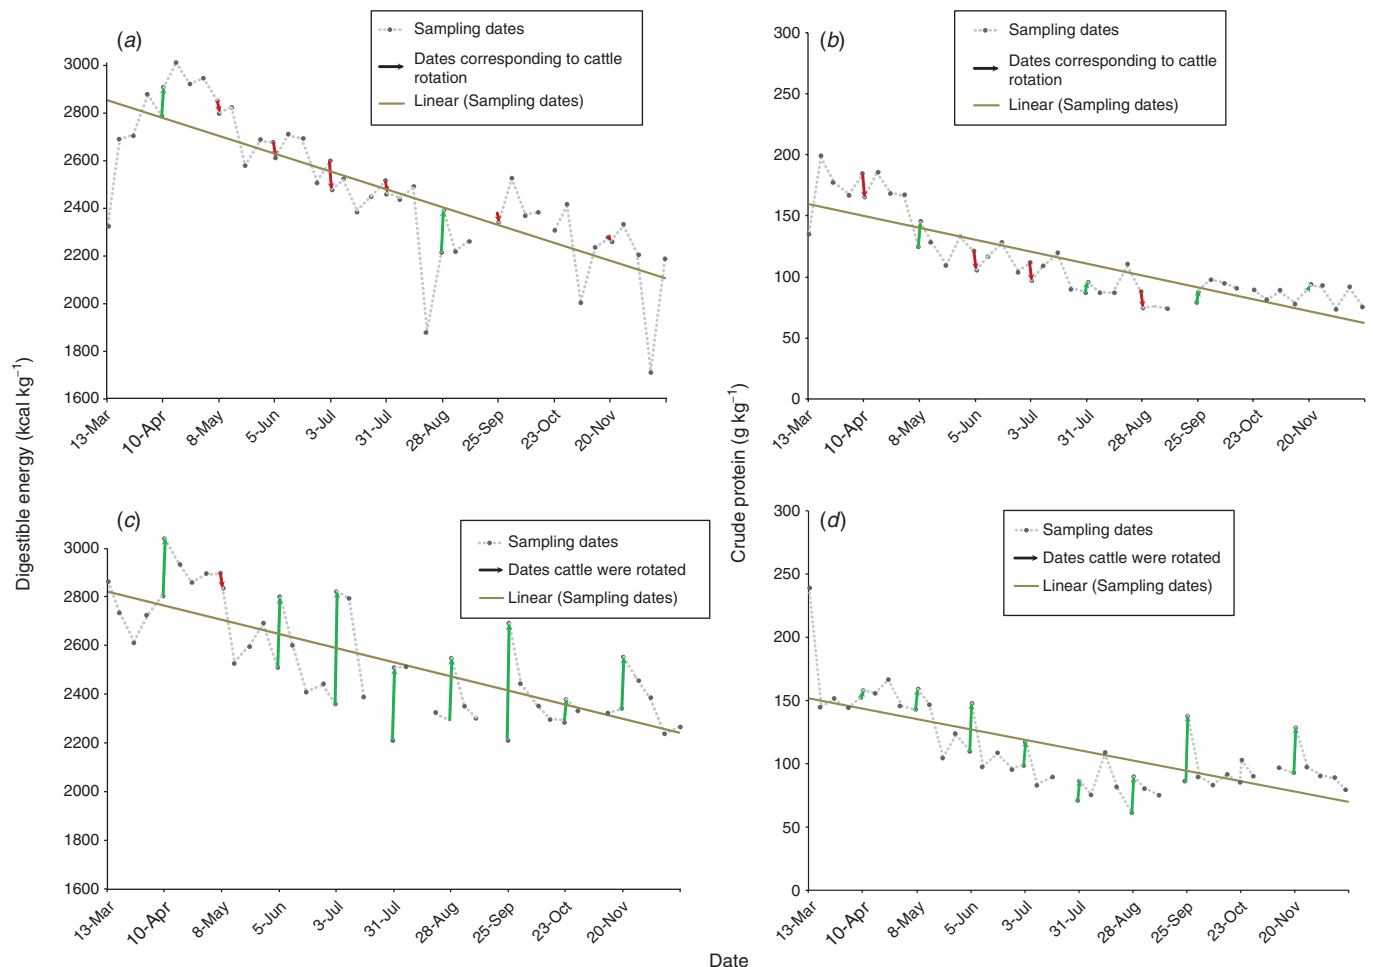 (a)
Sampling dates
Dates corresponding to cattle
rotation
Linear (Sampling dates)
3000
2800
2600
2400
2200
2000
1800
1600
13-Mar
10-Apr
8-May
5-Jun
3-Jul
31-Jul
28-Aug
25-Sep
23-Oct
20-Nov
(b)
Sampling dates
Dates corresponding to cattle
rotation
Linear (Sampling dates)
300
250
200
150
100
50
0
13-Mar
10-Apr
8-May
5-Jun
3-Jul
31-Jul
28-Aug
25-Sep
23-Oct
20-Nov
Digestible energy (kcal kg⁻¹)
Crude protein (g kg⁻¹)
(c)
Sampling dates
Dates cattle were rotated
Linear (Sampling dates)
3000
2800
2600
2400
2200
2000
1800
1600
13-Mar
10-Apr
8-May
5-Jun
3-Jul
31-Jul
28-Aug
25-Sep
23-Oct
20-Nov
(d)
Sampling dates
Dates cattle were rotated
Linear (Sampling dates)
300
250
200
150
100
50
0
13-Mar
10-Apr
8-May
5-Jun
3-Jul
31-Jul
28-Aug
25-Sep
23-Oct
20-Nov
Date